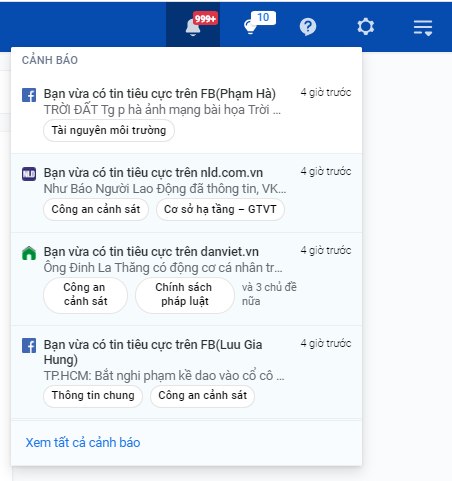 999+
10
CẢNH BÁO
Bạn vừa có tin tiêu cực trên FB(Phạm Hà)
4 giờ trước
TRỜI ĐẤT Tg p hà ảnh mạng bài họa Trời ...
Tài nguyên môi trường
NLD
Bạn vừa có tin tiêu cực trên nld.com.vn
4 giờ trước
Như Báo Người Lao Động đã thông tin, VK...
Công an cảnh sát
Cơ sở hạ tầng – GTVT
Bạn vừa có tin tiêu cực trên danviet.vn
4 giờ trước
Ông Đinh La Thăng có động cơ cá nhân tr...
Công an
cảnh sát
Chính sách
pháp luật
và 3 chủ đề
nữa
Bạn vừa có tin tiêu cực trên FB(Luu Gia
Hung)
4 giờ trước
TP.HCM: Bắt nghi phạm kề dao vào cổ cô ...
Thông tin chung
Công an cảnh sát
Xem tất cả cảnh báo